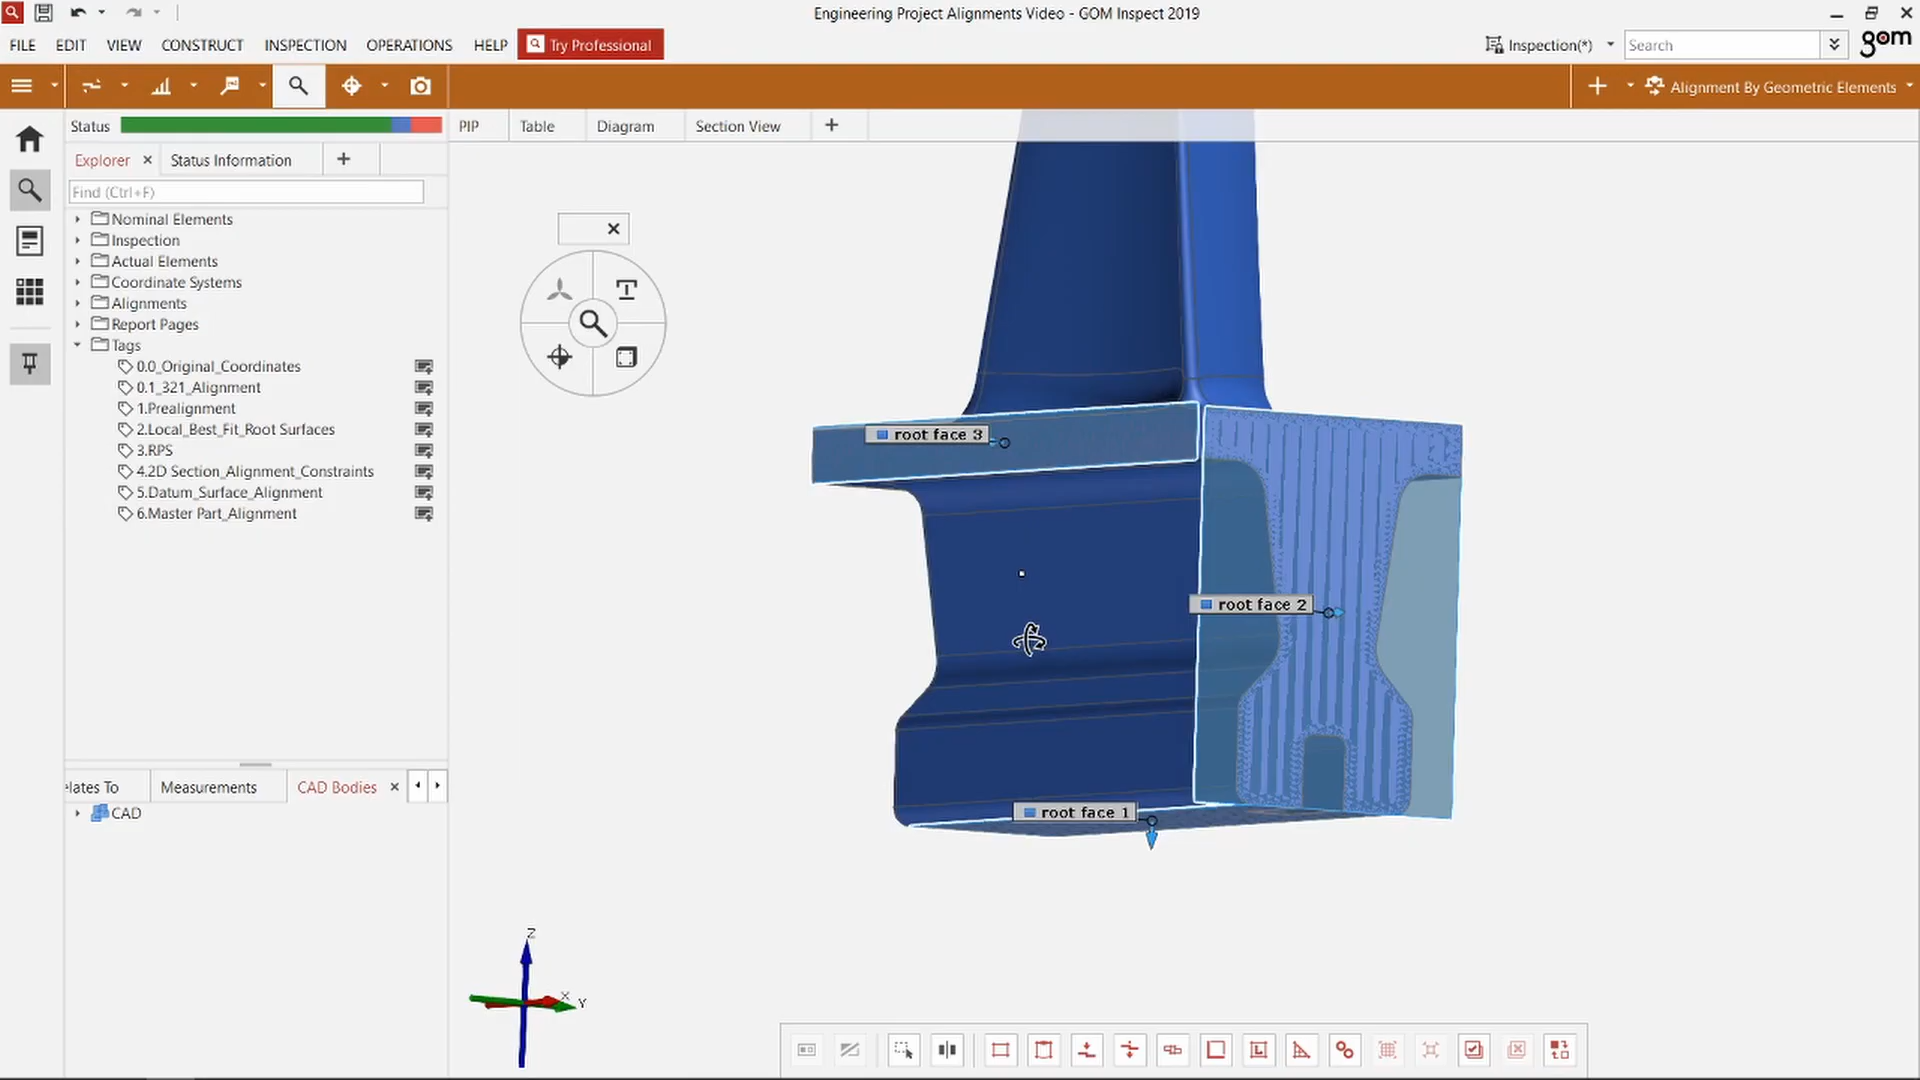 Engineering Project Alignments Video - GOM Inspect 2019
FILE EDIT VIEW CONSTRUCT INSPECTION OPERATIONS HELP Try Professional Inspection(*) Search gom
Alignment By Geometric Elements
Status PIP Table Diagram Section View
Explorer Status Information
Find (Ctrl+F)
Nominal Elements
Inspection
Actual Elements
Coordinate Systems
Alignments
Report Pages
Tags
0.0_Original_Coordinates
0.1_321_Alignment
1.Prealignment
2.Local_Best_Fit_Root Surfaces
3.RPS
4.2D Section_Alignment_Constraints
5.Datum_Surface_Alignment
6.Master Part_Alignment
elates To Measurements CAD Bodies
CAD
root face 3
root face 2
root face 1
Z
X
Y